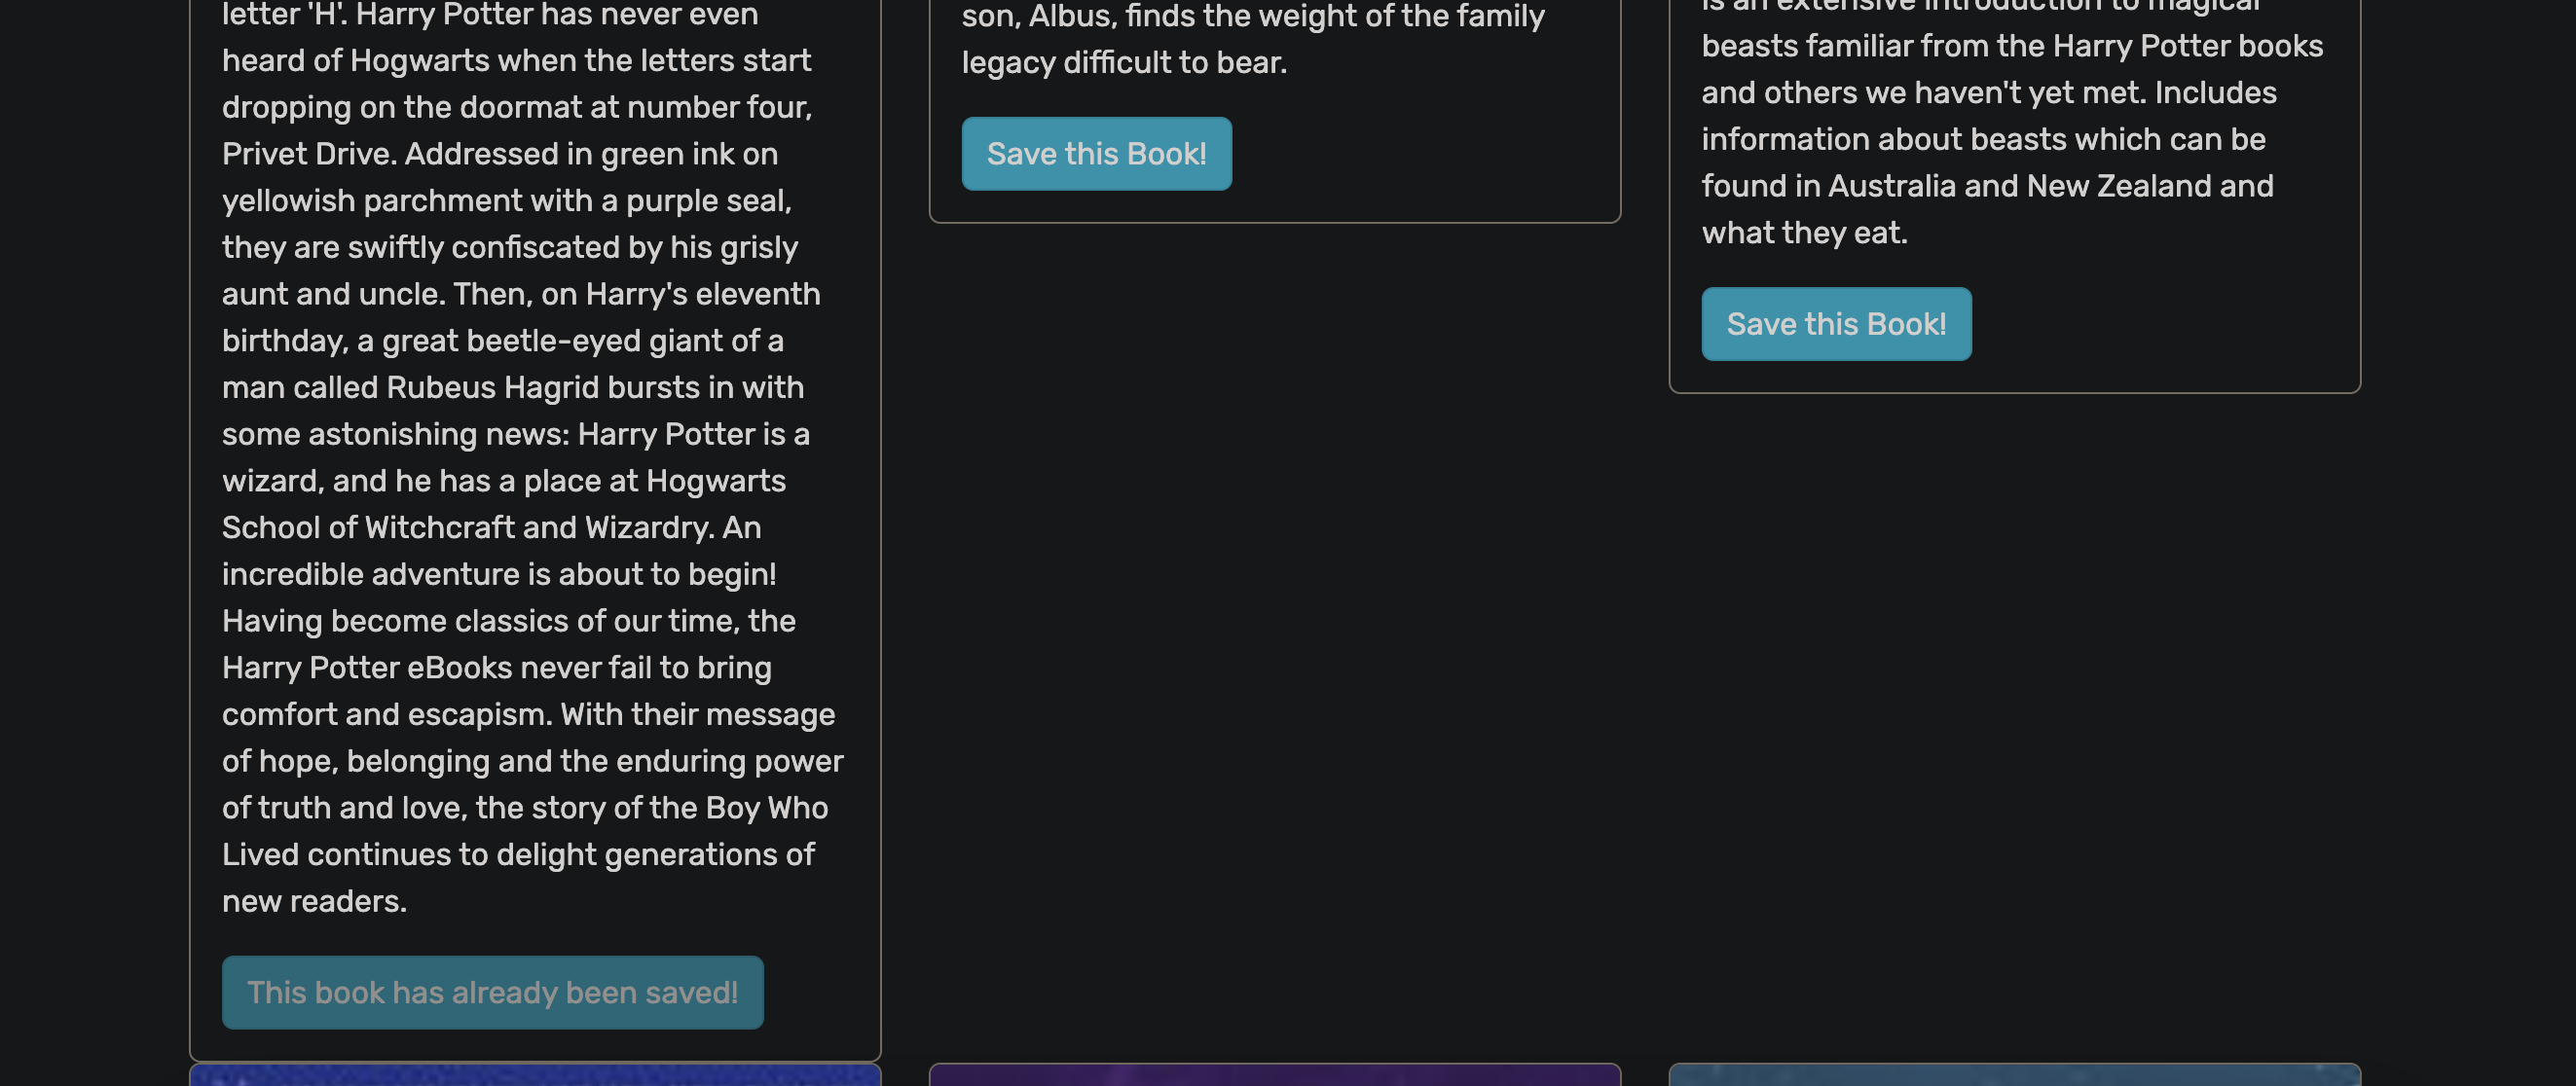 letter 'H'. Harry Potter has never even
heard of Hogwarts when the letters start
dropping on the doormat at number four,
Privet Drive. Addressed in green ink on
yellowish parchment with a purple seal,
they are swiftly confiscated by his grisly
aunt and uncle. Then, on Harry's eleventh
birthday, a great beetle-eyed giant of a
man called Rubeus Hagrid bursts in with
some astonishing news: Harry Potter is a
wizard, and he has a place at Hogwarts
School of Witchcraft and Wizardry. An
incredible adventure is about to begin!
Having become classics of our time, the
Harry Potter eBooks never fail to bring
comfort and escapism. With their message
of hope, belonging and the enduring power
of truth and love, the story of the Boy Who
Lived continues to delight generations of
new readers.
This book has already been saved!
son, Albus, finds the weight of the family
legacy difficult to bear.
Save this Book!
is an extensive introduction to magical
beasts familiar from the Harry Potter books
and others we haven't yet met. Includes
information about beasts which can be
found in Australia and New Zealand and
what they eat.
Save this Book!